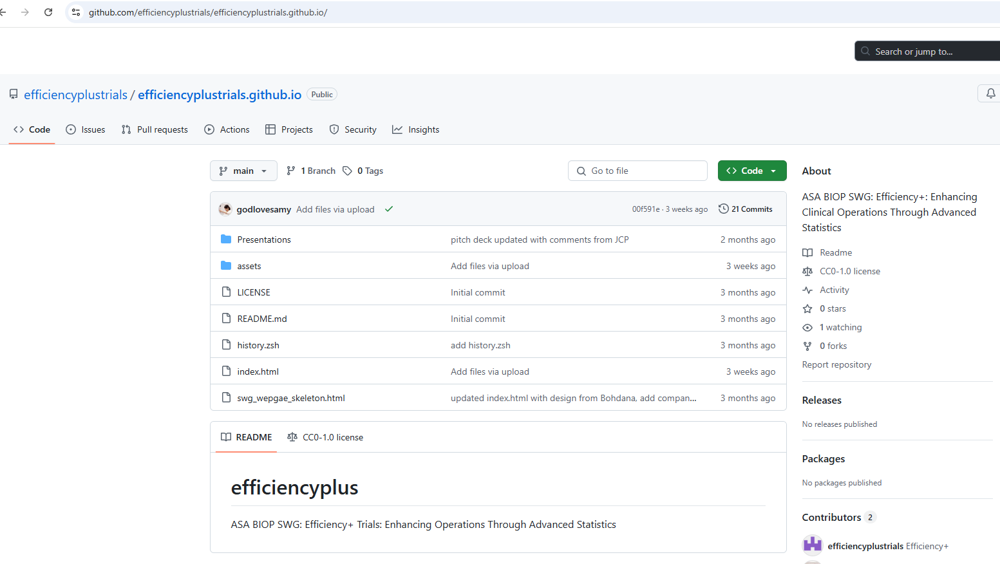 github.com/efficiencyplustrials/efficiencyplustrials.github.io/
Search or jump to...
efficiencyplustrials / efficiencyplustrials.github.io Public
Code Issues Pull requests Actions Projects Security Insights
main 1 Branch 0 Tags Go to file Code
godlovesamy Add files via upload 00f591e · 3 weeks ago 21 Commits
Presentations pitch deck updated with comments from JCP 2 months ago
assets Add files via upload 3 weeks ago
LICENSE Initial commit 3 months ago
README.md Initial commit 3 months ago
history.zsh add history.zsh 3 months ago
index.html Add files via upload 3 weeks ago
swg_wepgae_skeleton.html updated index.html with design from Bohdana, add compan... 3 months ago
README CC0-1.0 license
efficiencyplus
ASA BIOP SWG: Efficiency+ Trials: Enhancing Operations Through Advanced Statistics
About
ASA BIOP SWG: Efficiency+: Enhancing
Clinical Operations Through Advanced
Statistics
Readme
CC0-1.0 license
Activity
0 stars
1 watching
0 forks
Report repository
Releases
No releases published
Packages
No packages published
Contributors 2
efficiencyplustrials Efficiency+